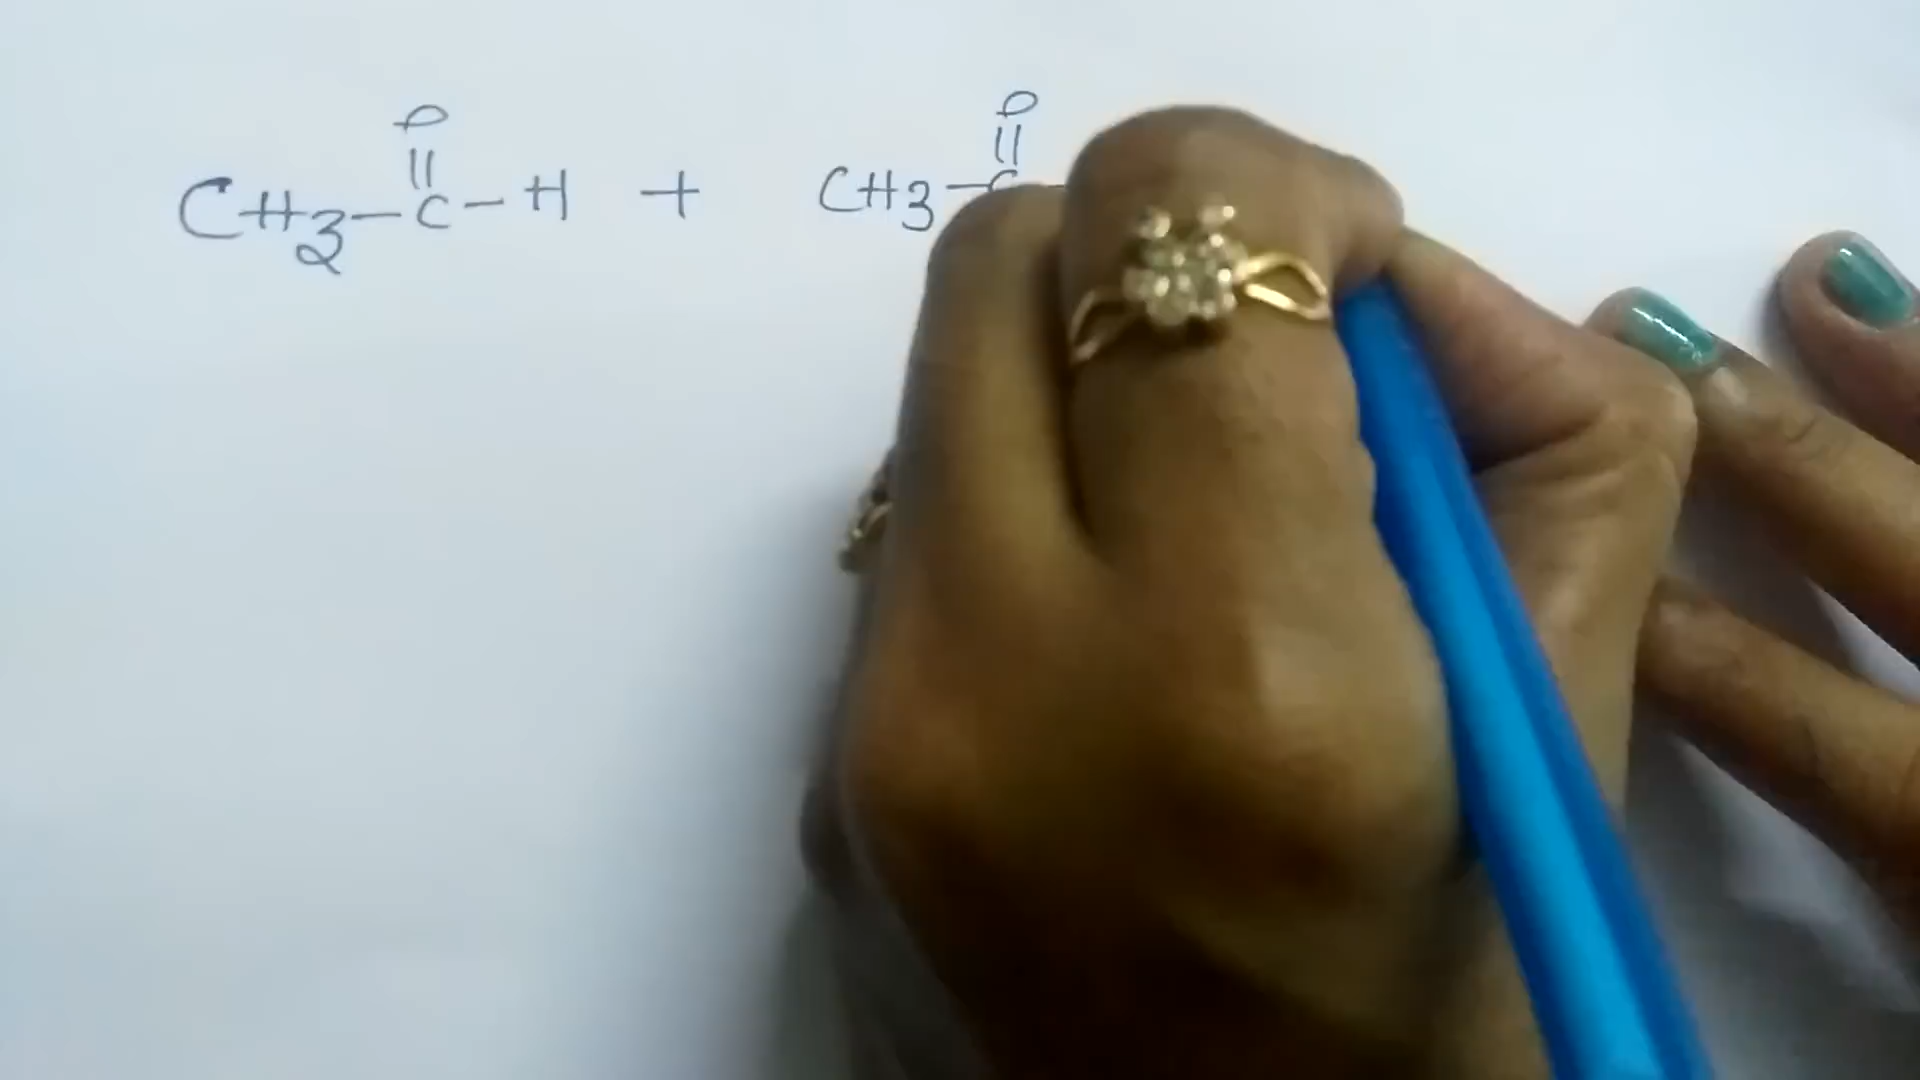 O O
|| ||
CH3-C-H + CH3-C-